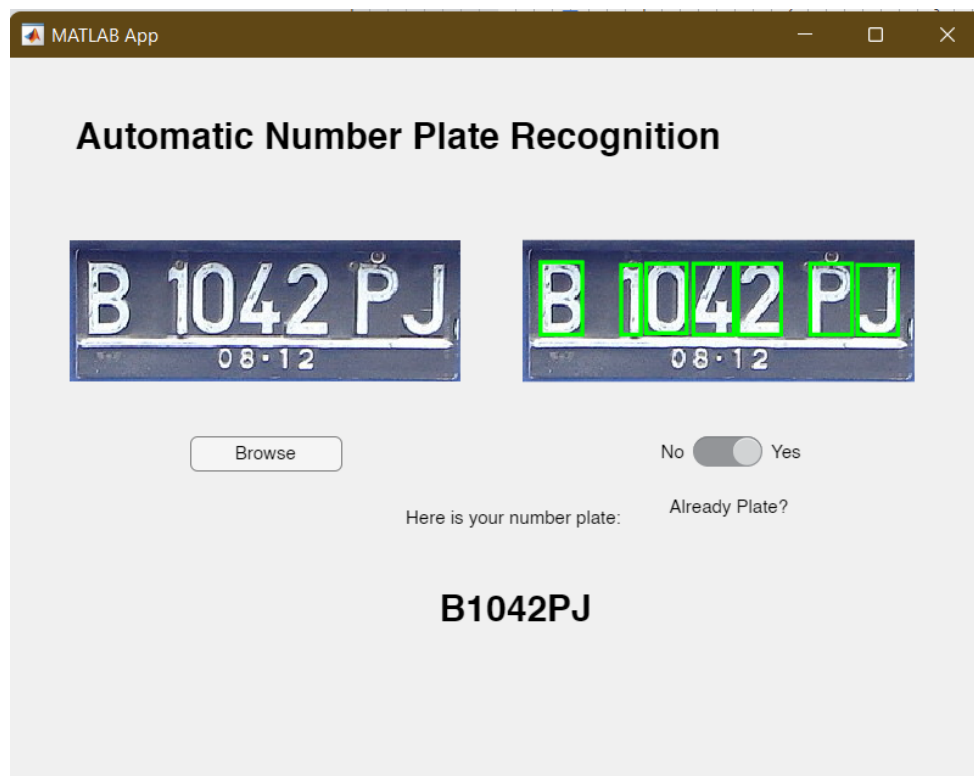 MATLAB App
Automatic Number Plate Recognition
B 1042 PJ
08·12
B 1042 PJ
08·12
Browse
No Yes
Already Plate?
Here is your number plate:
B1042PJ